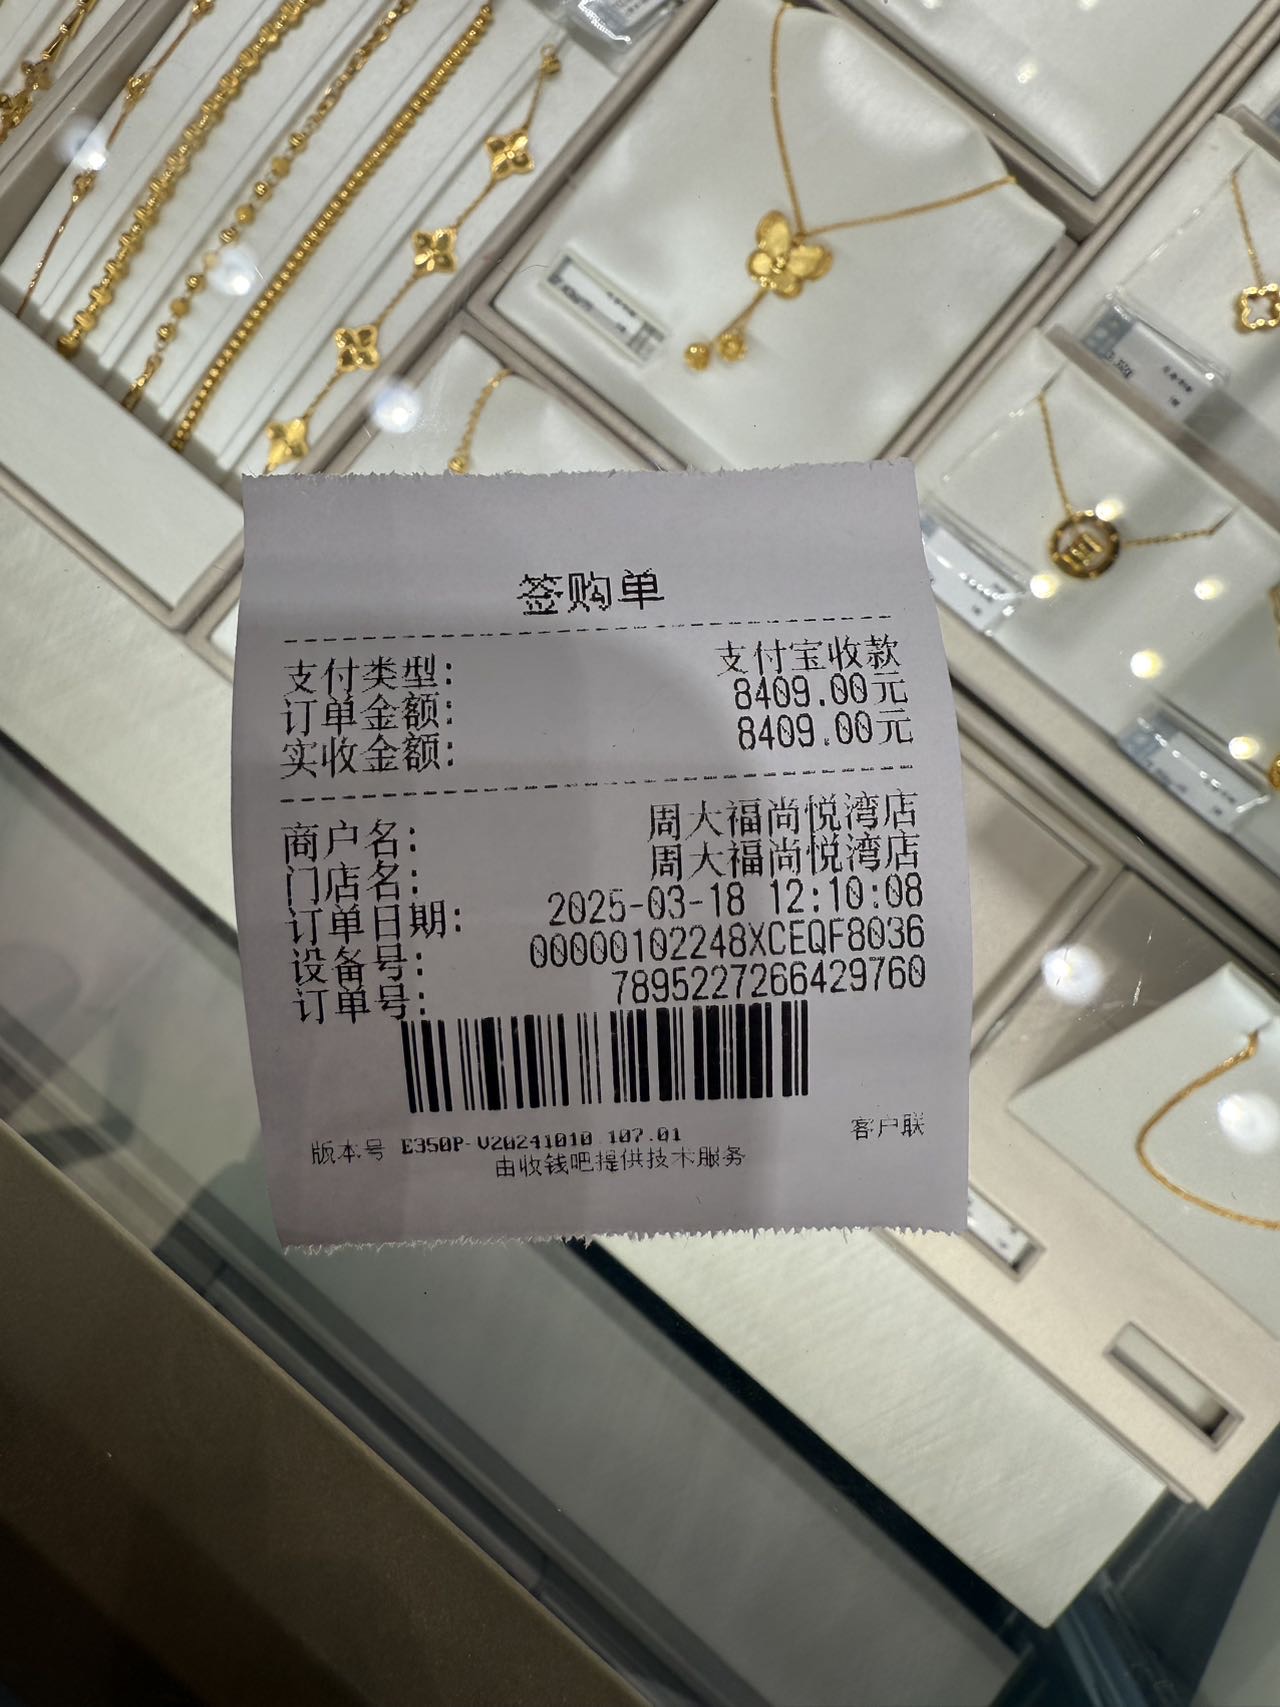 签购单
支付类型: 支付宝收款
订单金额: 8409.00元
实收金额: 8409.00元
商户名: 周大福尚悦湾店
门店名: 周大福尚悦湾店
订单日期: 2025-03-18 12:10:08
设备号: 00000102248XCEQF8036
订单号: 7895227266429760
版本号 E350P-V20241010 107.01 客户联
由收钱吧提供技术服务